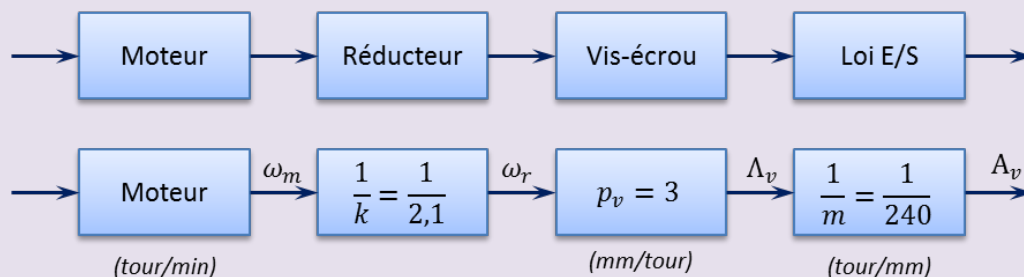 Moteur Réducteur Vis-écrou Loi E/S
Moteur ωₘ 1/k = 1/2,1 ωᵣ pᵥ = 3 Λᵥ 1/m = 1/240 Aᵥ
(tour/min) (mm/tour) (tour/mm)